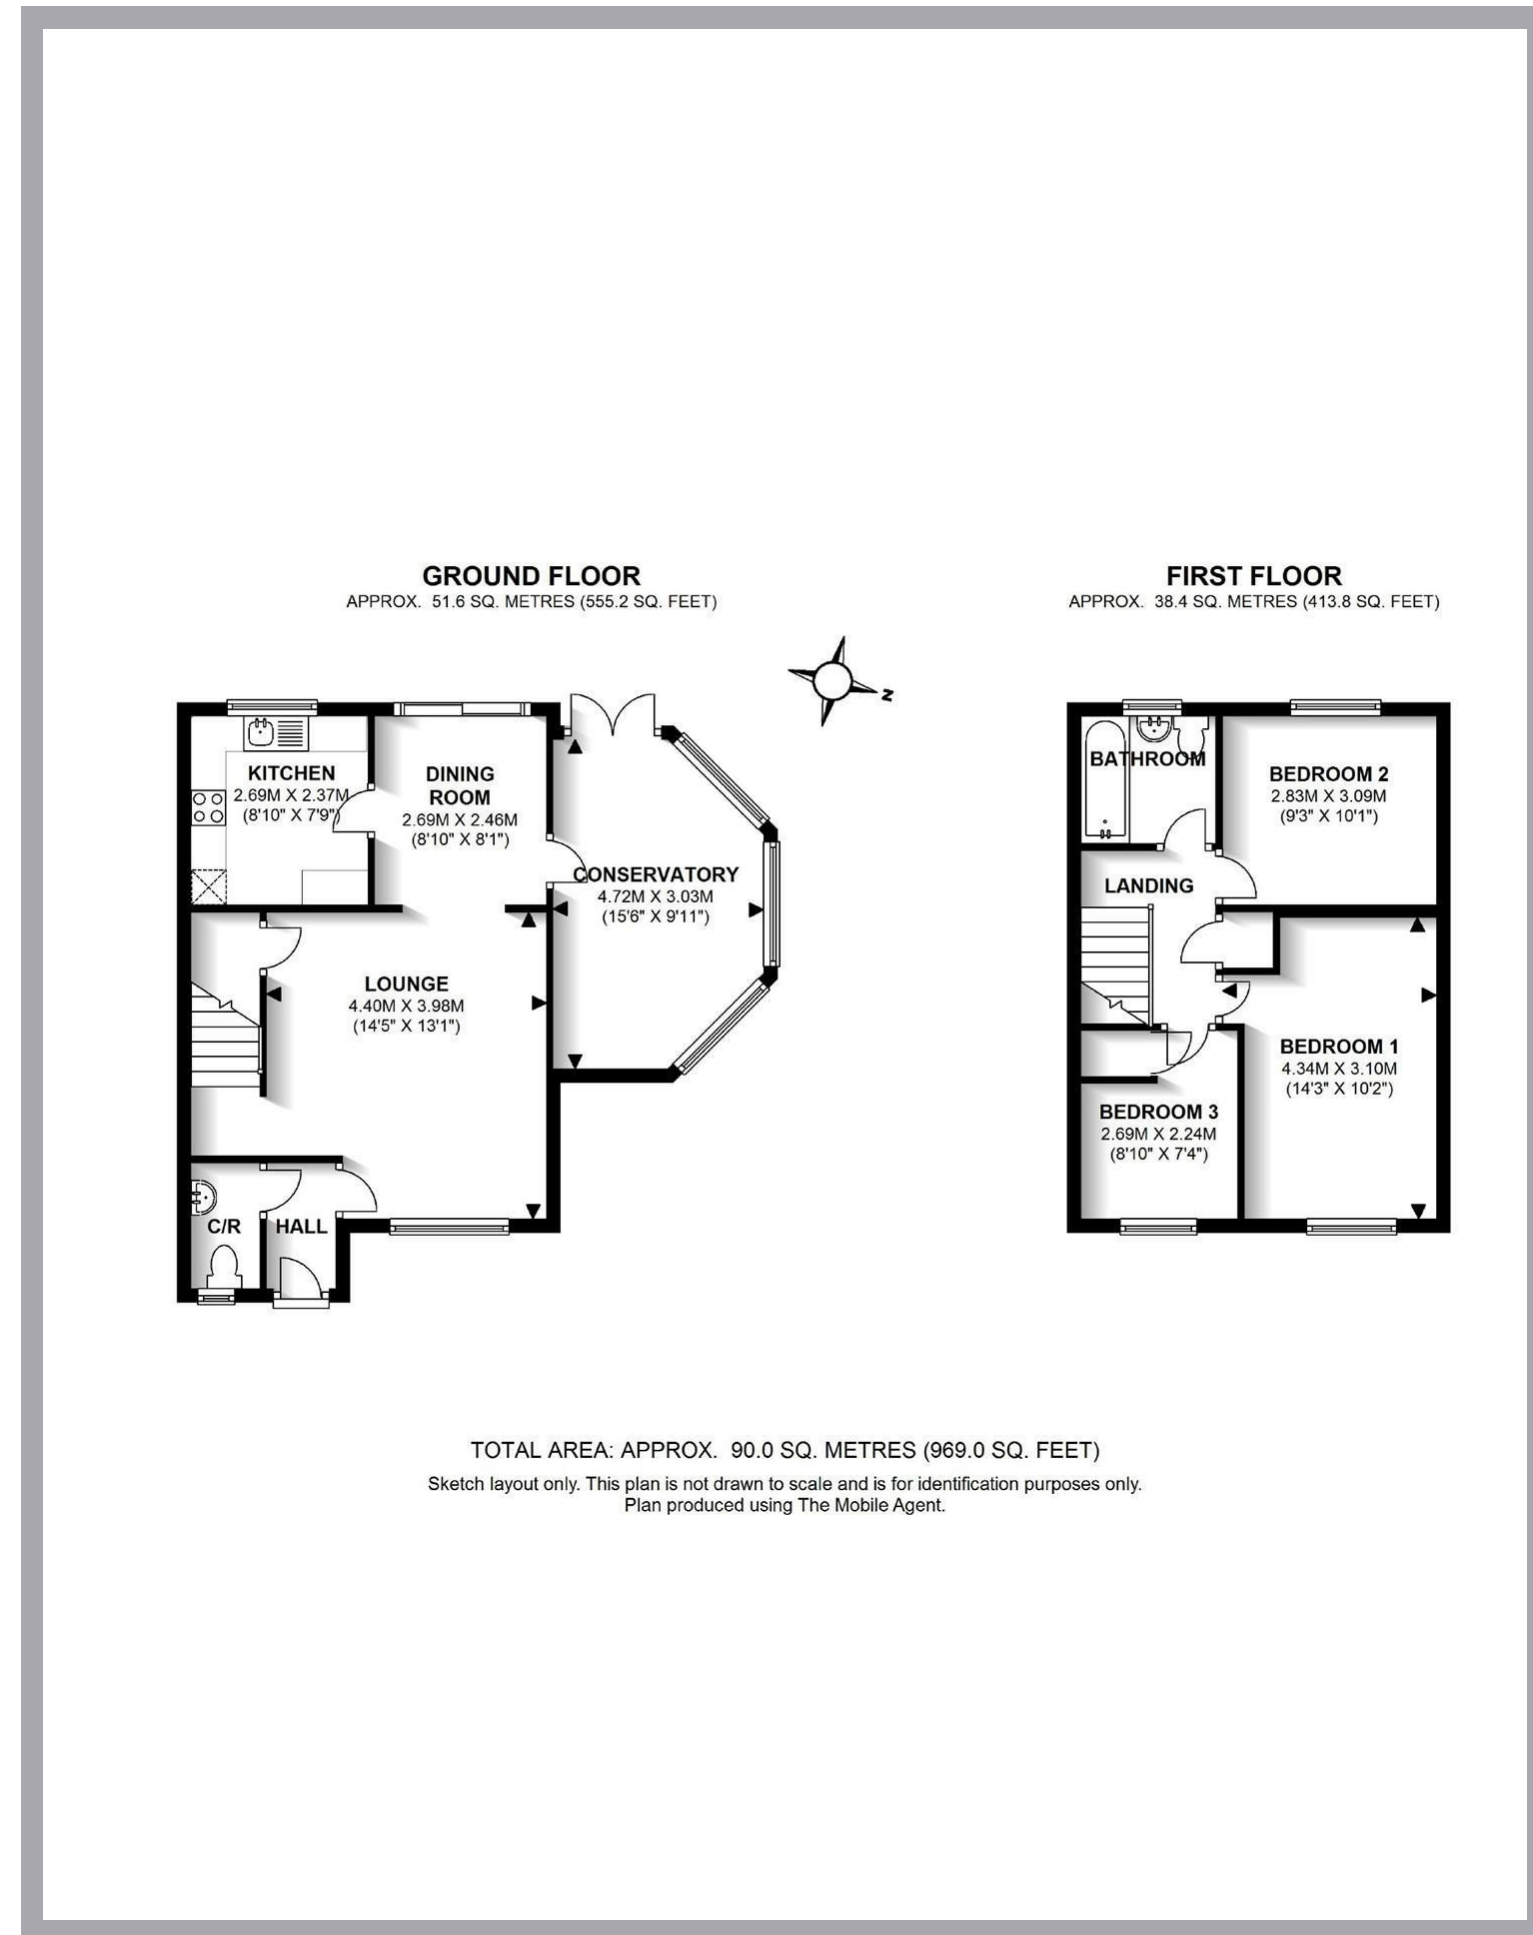 GROUND FLOOR
APPROX. 51.6 SQ. METRES (555.2 SQ. FEET)
FIRST FLOOR
APPROX. 38.4 SQ. METRES (413.8 SQ. FEET)
N
KITCHEN
2.69M X 2.37M
(8'10" X 7'9")
DINING
ROOM
2.69M X 2.46M
(8'10" X 8'1")
CONSERVATORY
4.72M X 3.03M
(15'6" X 9'11")
LOUNGE
4.40M X 3.98M
(14'5" X 13'1")
C/R
HALL
BATHROOM
BEDROOM 2
2.83M X 3.09M
(9'3" X 10'1")
LANDING
BEDROOM 1
4.34M X 3.10M
(14'3" X 10'2")
BEDROOM 3
2.69M X 2.24M
(8'10" X 7'4")
TOTAL AREA: APPROX. 90.0 SQ. METRES (969.0 SQ. FEET)
Sketch layout only. This plan is not drawn to scale and is for identification purposes only.
Plan produced using The Mobile Agent.